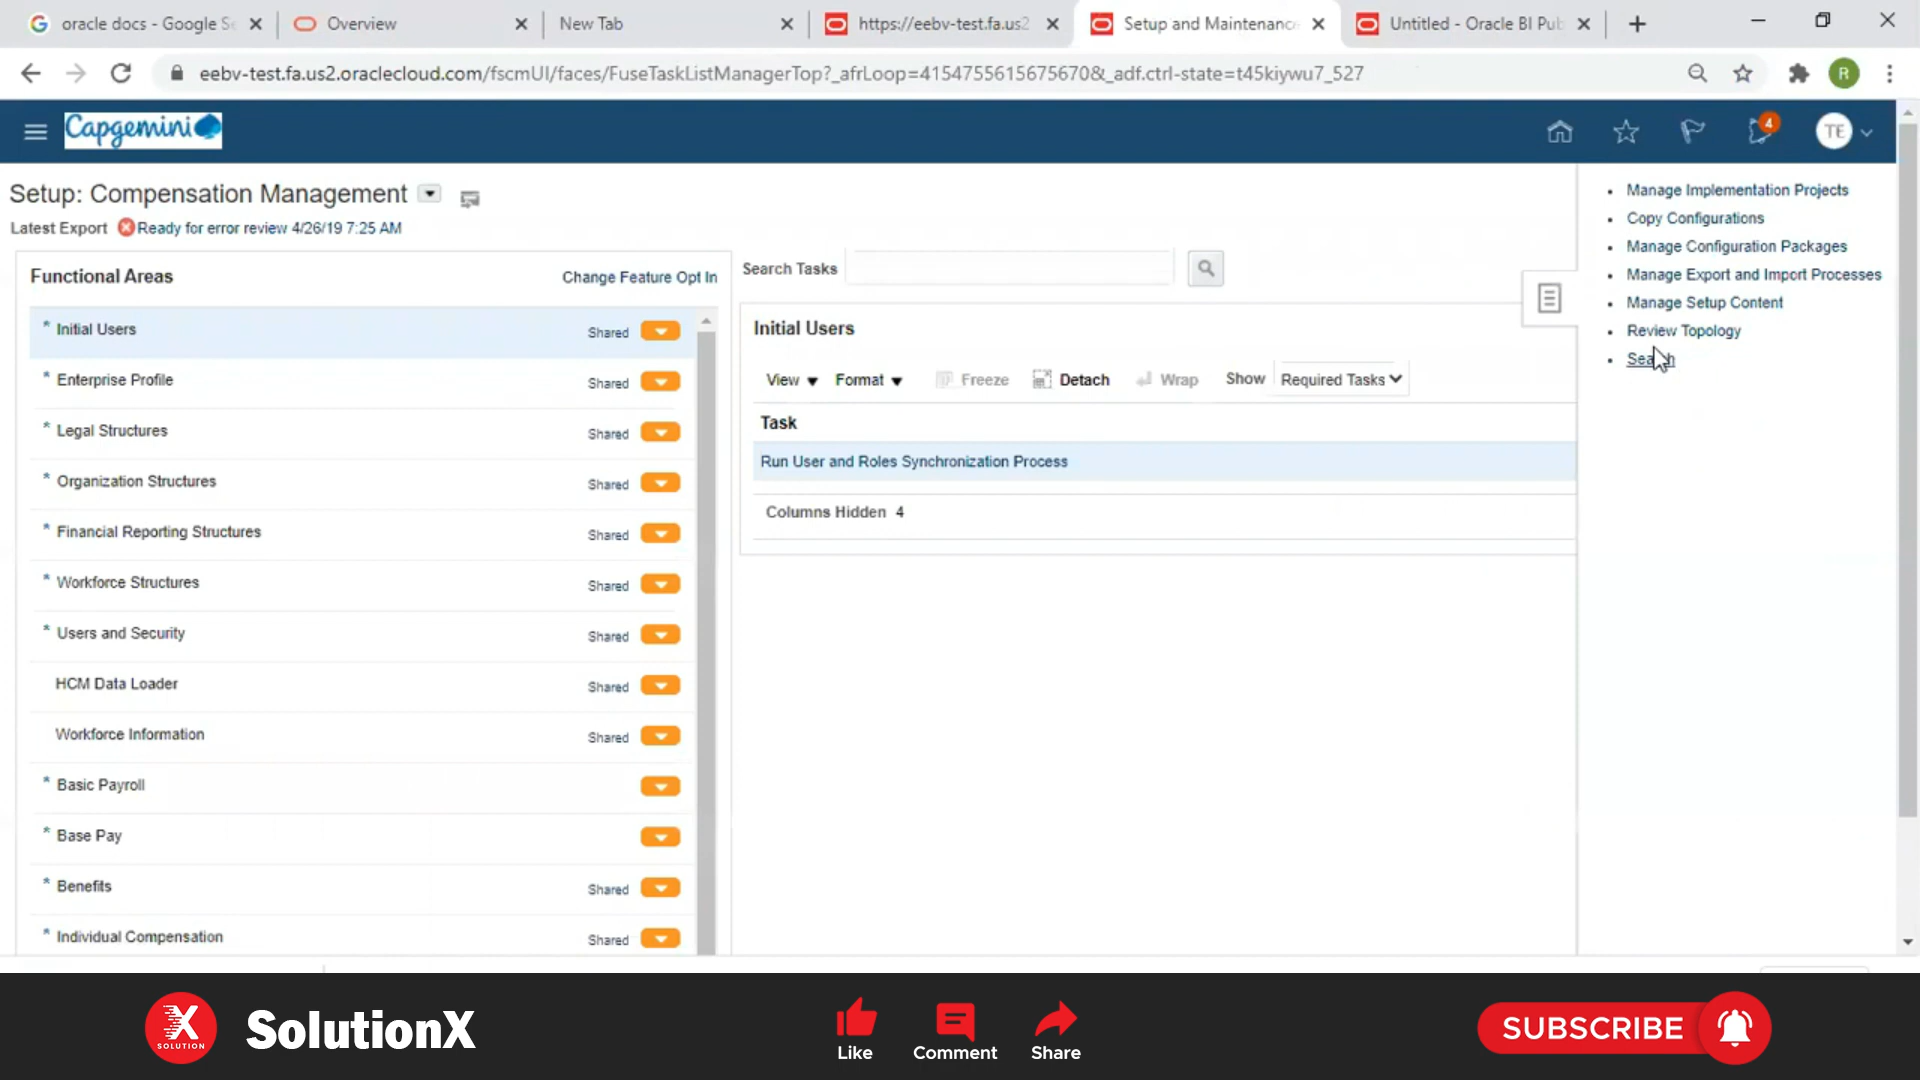 oracle docs - Google Se
Overview
New Tab
https://eebv-test.fa.us2
Setup and Maintenance
Untitled - Oracle BI Pub
eebv-test.fa.us2.oraclecloud.com/fscmUI/faces/FuseTaskListManagerTop?_afrLoop=4154755615675670&_adf.ctrl-state=t45kiywu7_527
R
Capgemini
4
TE
Setup: Compensation Management
Latest Export Ready for error review 4/26/19 7:25 AM
Functional Areas
Change Feature Opt In
* Initial Users Shared
* Enterprise Profile Shared
* Legal Structures Shared
* Organization Structures Shared
* Financial Reporting Structures Shared
* Workforce Structures Shared
* Users and Security Shared
HCM Data Loader Shared
Workforce Information Shared
* Basic Payroll
* Base Pay
* Benefits Shared
* Individual Compensation Shared
Search Tasks
Initial Users
View Format Freeze Detach Wrap Show Required Tasks
Task
Run User and Roles Synchronization Process
Columns Hidden 4
• Manage Implementation Projects
• Copy Configurations
• Manage Configuration Packages
• Manage Export and Import Processes
• Manage Setup Content
• Review Topology
• Search
X
SOLUTION
SolutionX
Like
Comment
Share
SUBSCRIBE